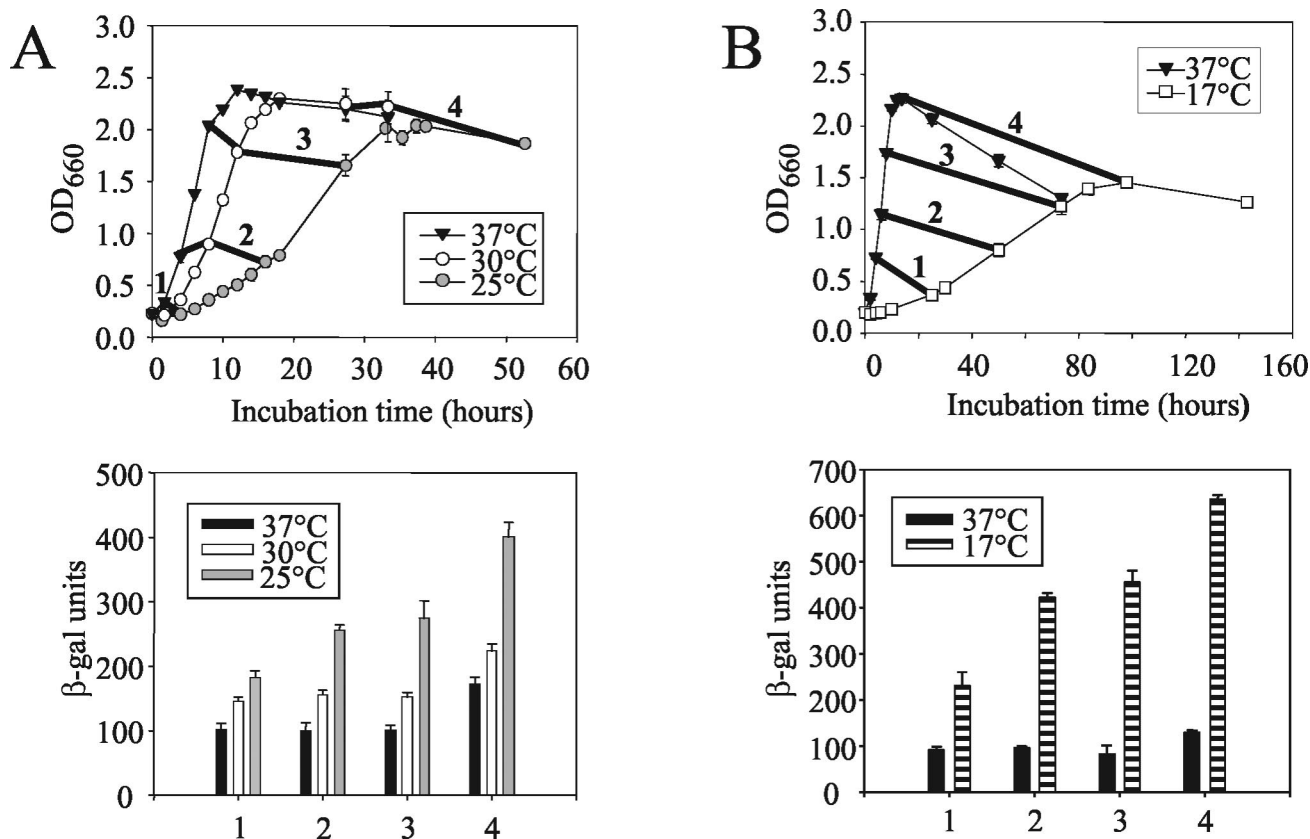 A
3.0
2.5
2.0
1.5
1.0
0.5
0.0
OD660
1
2
3
4
37°C
30°C
25°C
0 10 20 30 40 50 60
Incubation time (hours)
B
3.0
2.5
2.0
1.5
1.0
0.5
0.0
OD660
37°C
17°C
4
3
2
1
0 40 80 120 160
Incubation time (hours)
500
400
300
200
100
0
β-gal units
37°C
30°C
25°C
1 2 3 4
700
600
500
400
300
200
100
0
β-gal units
37°C
17°C
1 2 3 4